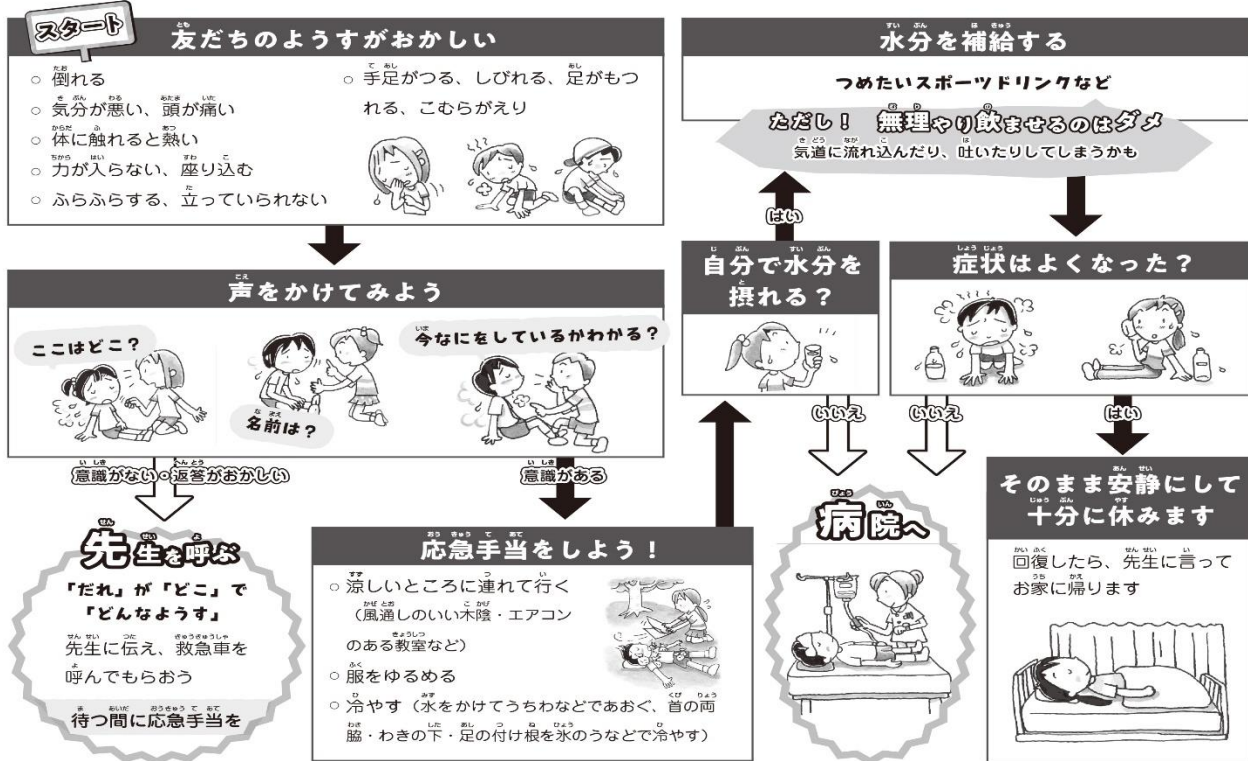 スタート
友だちのようすがおかしい
○ 倒れる
○ 気分が悪い、頭が痛い
○ 体に触れると熱い
○ 力が入らない、座り込む
○ ふらふらする、立っていられない
○ 手足がつる、しびれる、足がもつ
れる、こむらがえり
声をかけてみよう
ここはどこ？
名前は？
今なにをしているかわかる？
意識がない。返答がおかしい
意識がある
先生を呼ぶ
「だれ」が「どこ」で
「どんなようす」
先生に伝え、救急車を
呼んでもらおう
待つ間に応急手当を
応急手当をしよう！
○ 涼しいところに連れて行く
（風通しのいい木陰・エアコン
のある教室など）
○ 服をゆるめる
○ 冷やす（水をかけてうちわなどであおぐ、首の両
脇・わきの下・足の付け根を氷のうなどで冷やす）
自分で水分を
摂れる？
はい
いいえ
水分を補給する
つめたいスポーツドリンクなど
ただし！ 無理やり飲ませるのはダメ
気道に流れ込んだり、吐いたりしてしまうかも
症状はよくなった？
いいえ
はい
病院へ
そのまま安静にして
十分に休みます
回復したら、先生に言って
お家に帰ります